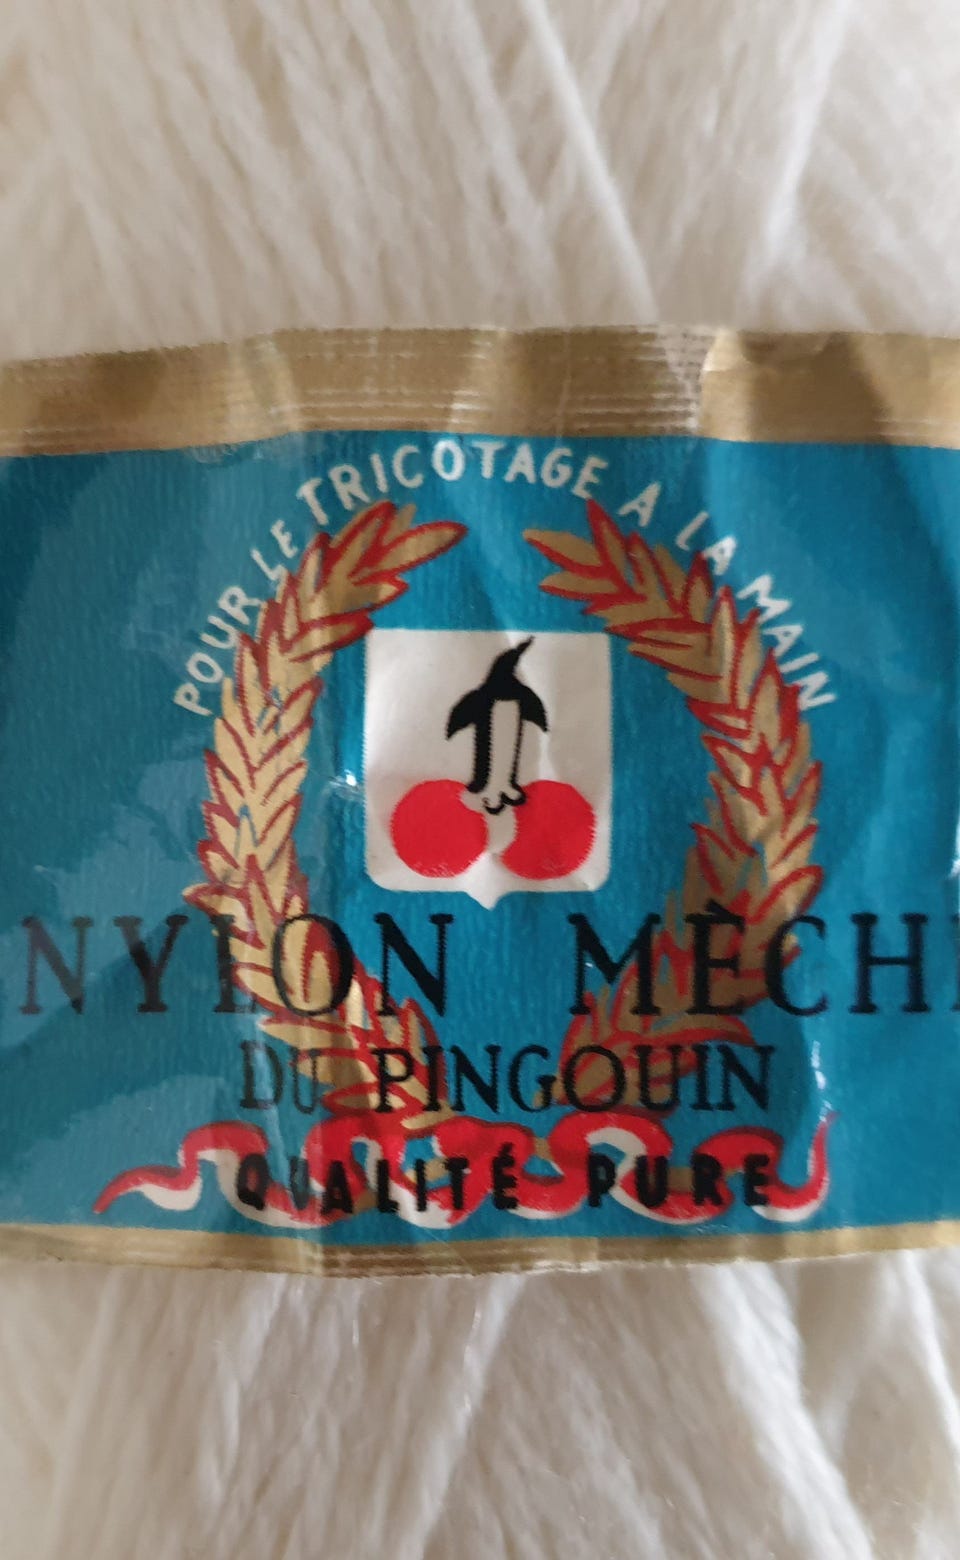 POUR LE TRICOTAGE A LA MAIN
NYLON MÈCHE
DU PINGOUIN
QUALITÉ PURE